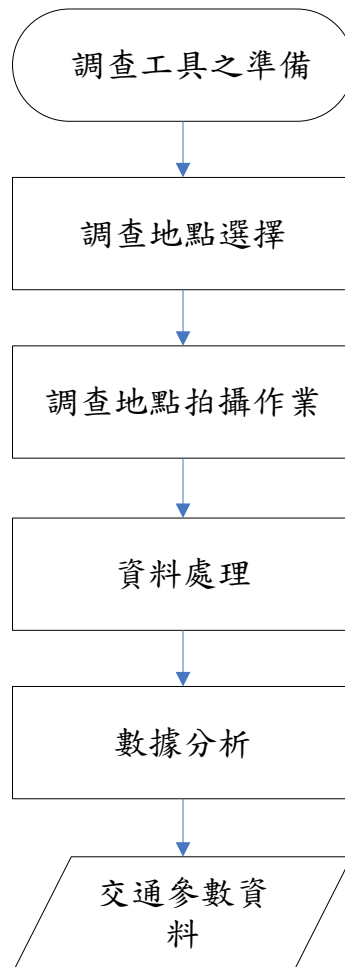 調查工具之準備
調查地點選擇
調查地點拍攝作業
資料處理
數據分析
交通參數資
料